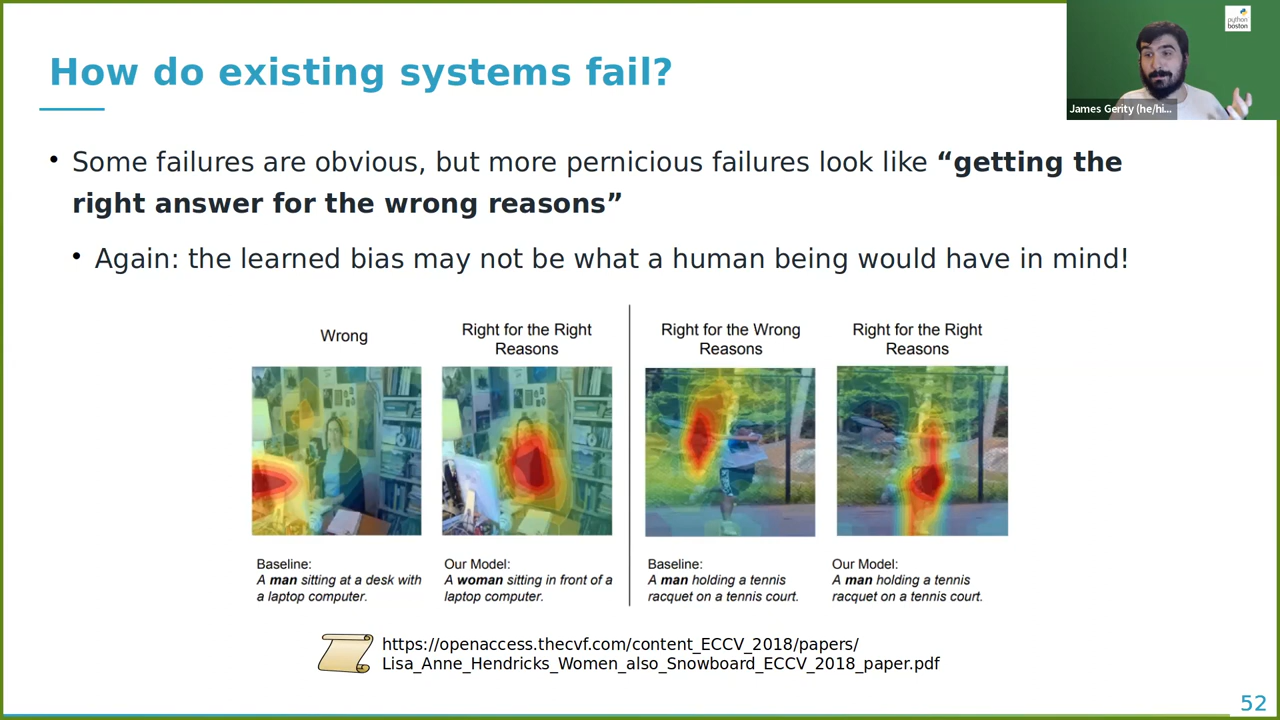 How do existing systems fail?
python
boston
James Gerity (he/hi...
• Some failures are obvious, but more pernicious failures look like “getting the
right answer for the wrong reasons”
• Again: the learned bias may not be what a human being would have in mind!
Wrong
Right for the Right
Reasons
Right for the Wrong
Reasons
Right for the Right
Reasons
Baseline:
A man sitting at a desk with
a laptop computer.
Our Model:
A woman sitting in front of a
laptop computer.
Baseline:
A man holding a tennis
racquet on a tennis court.
Our Model:
A man holding a tennis
racquet on a tennis court.
https://openaccess.thecvf.com/content_ECCV_2018/papers/
Lisa_Anne_Hendricks_Women_also_Snowboard_ECCV_2018_paper.pdf
52